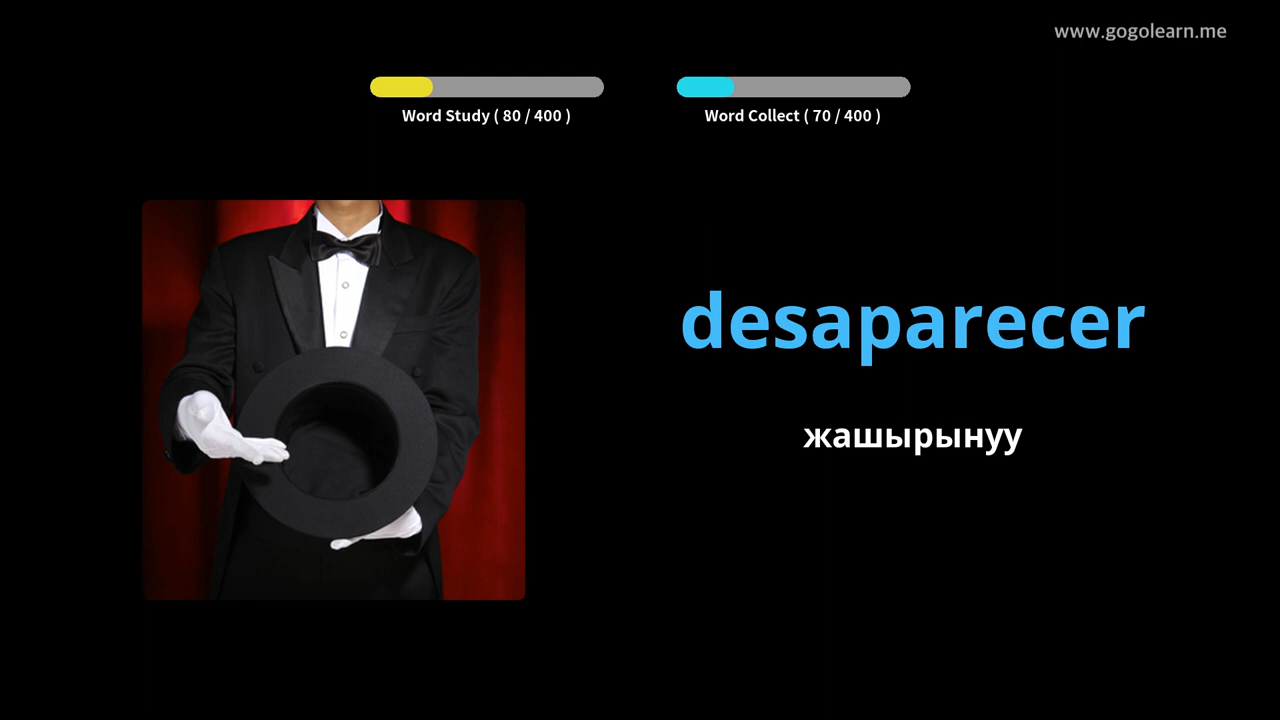 www.gogolearn.me
Word Study ( 80 / 400 )
Word Collect ( 70 / 400 )
desaparecer
жашырынуу